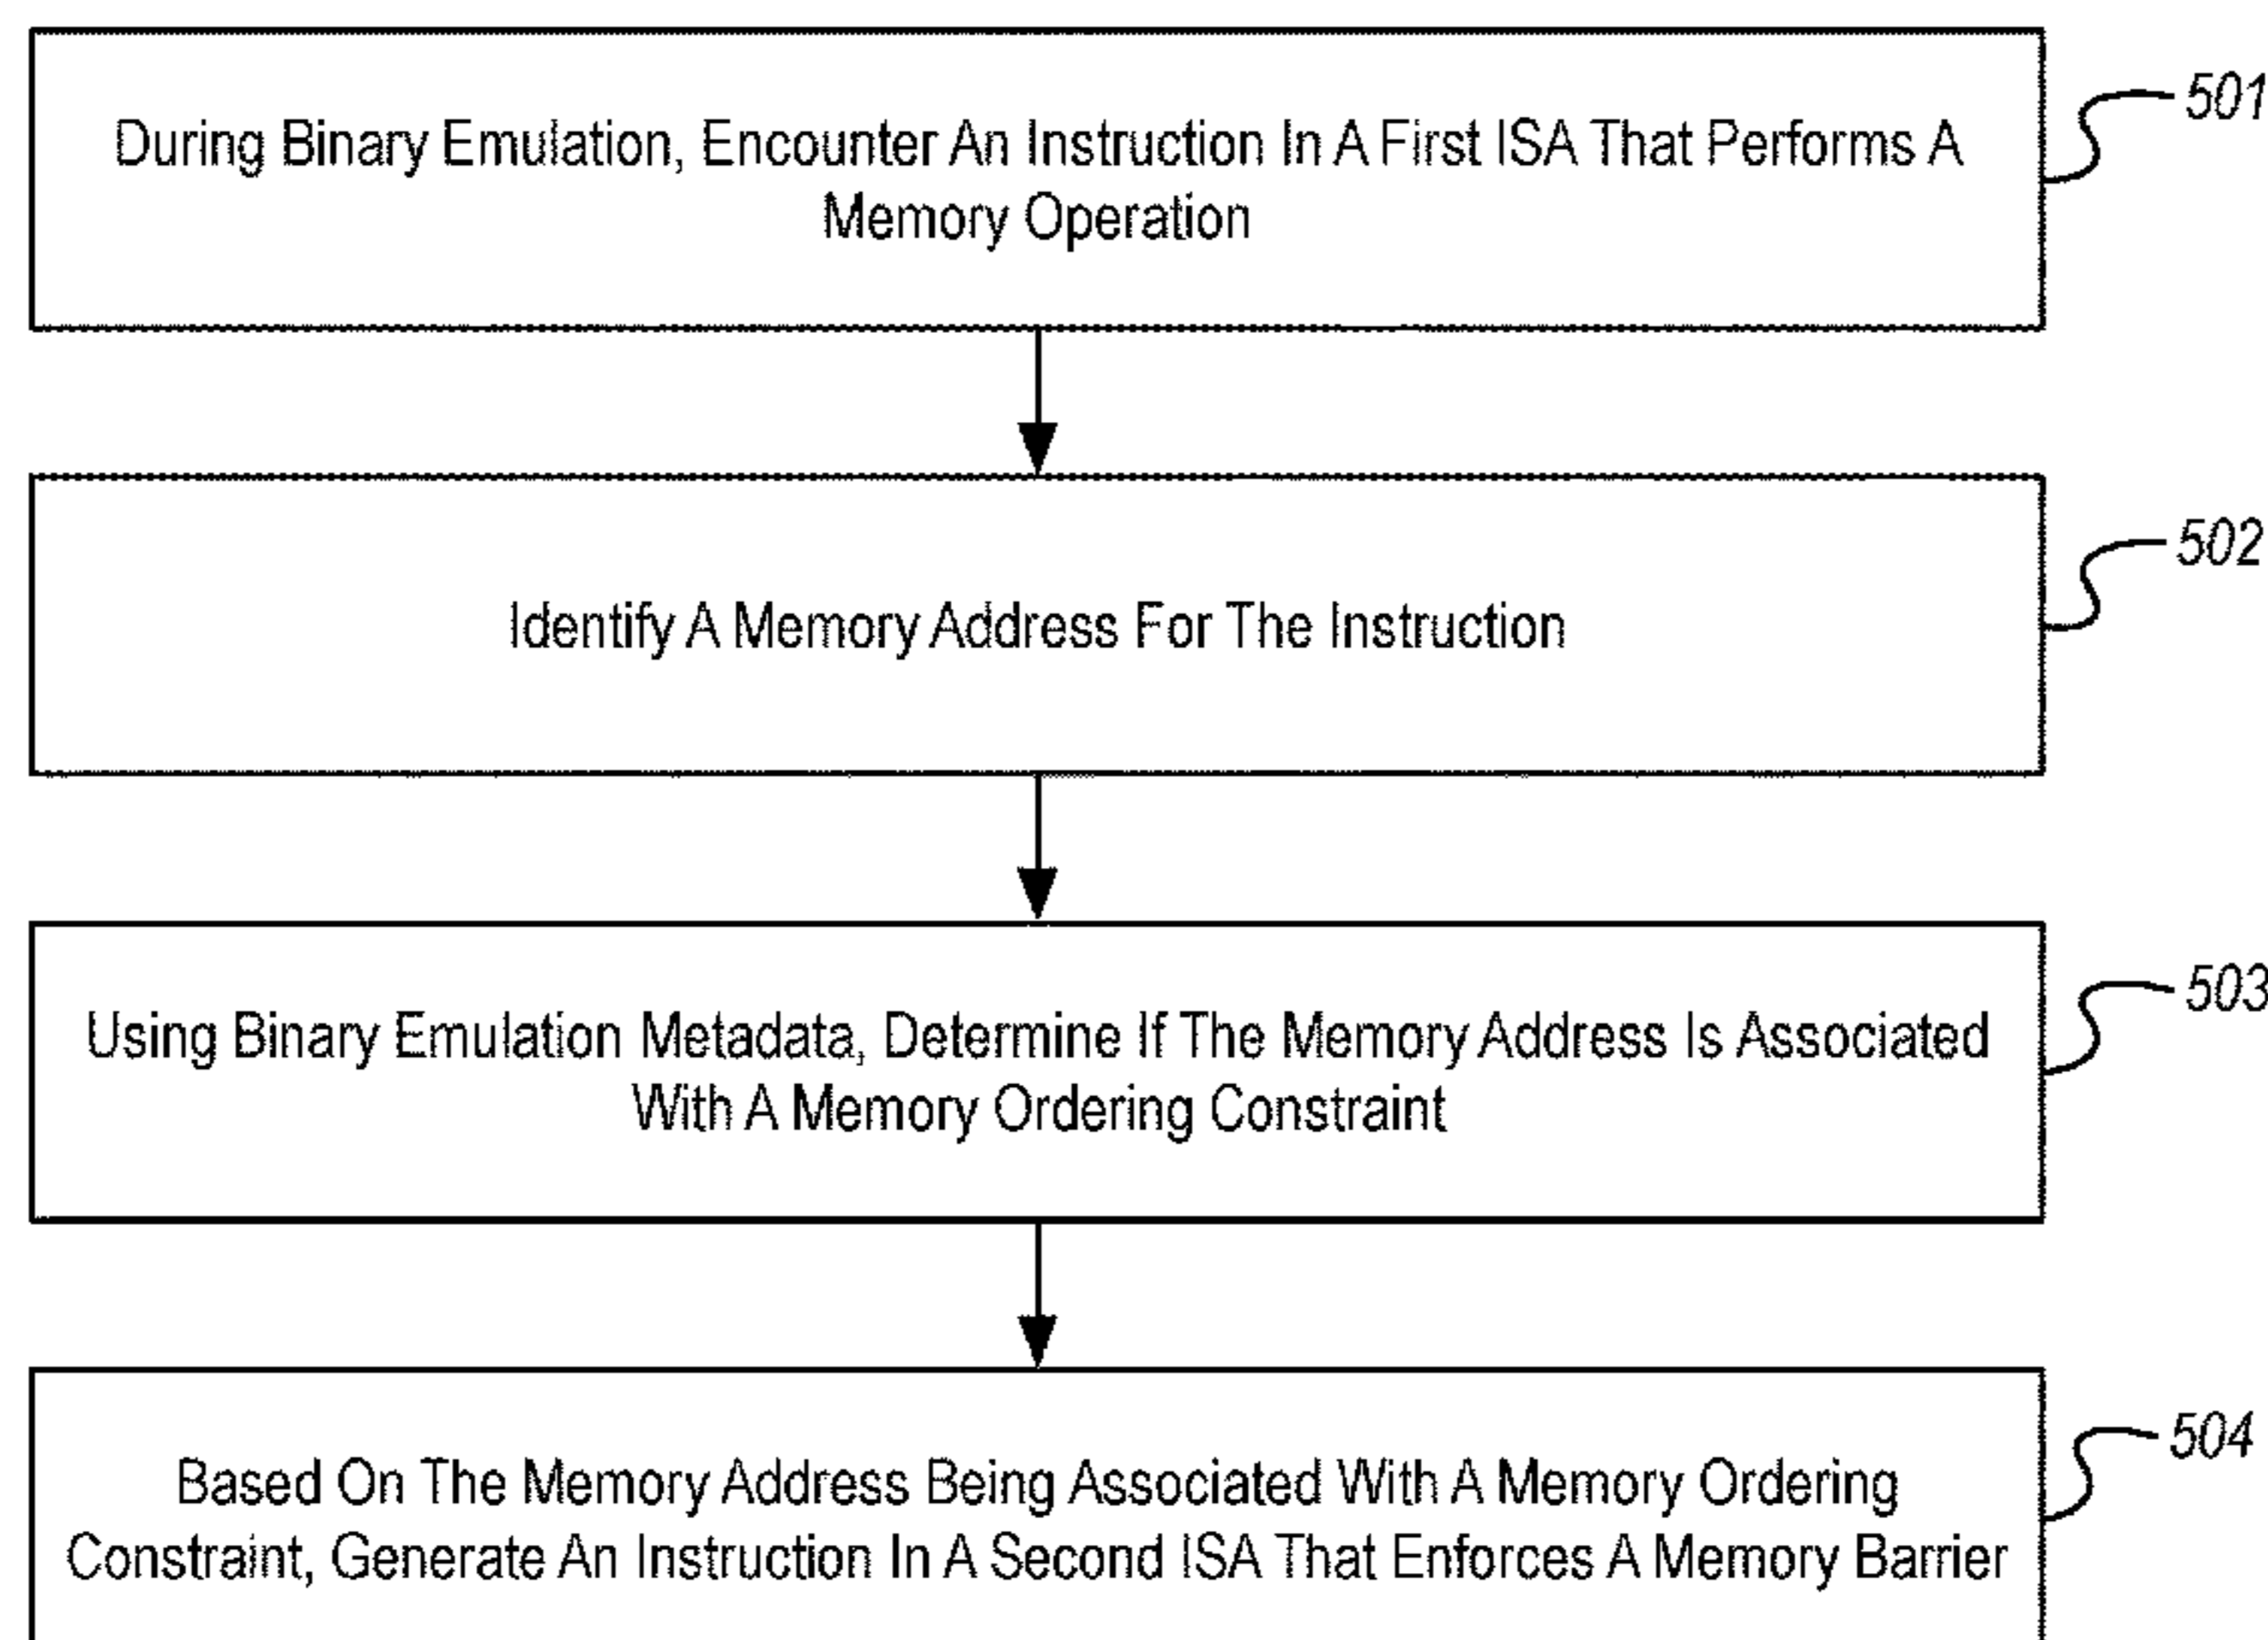 During Binary Emulation, Encounter An Instruction In A First ISA That Performs A
Memory Operation
501
Identify A Memory Address For The Instruction
502
Using Binary Emulation Metadata, Determine If The Memory Address Is Associated
With A Memory Ordering Constraint
503
Based On The Memory Address Being Associated With A Memory Ordering
Constraint, Generate An Instruction In A Second ISA That Enforces A Memory Barrier
504